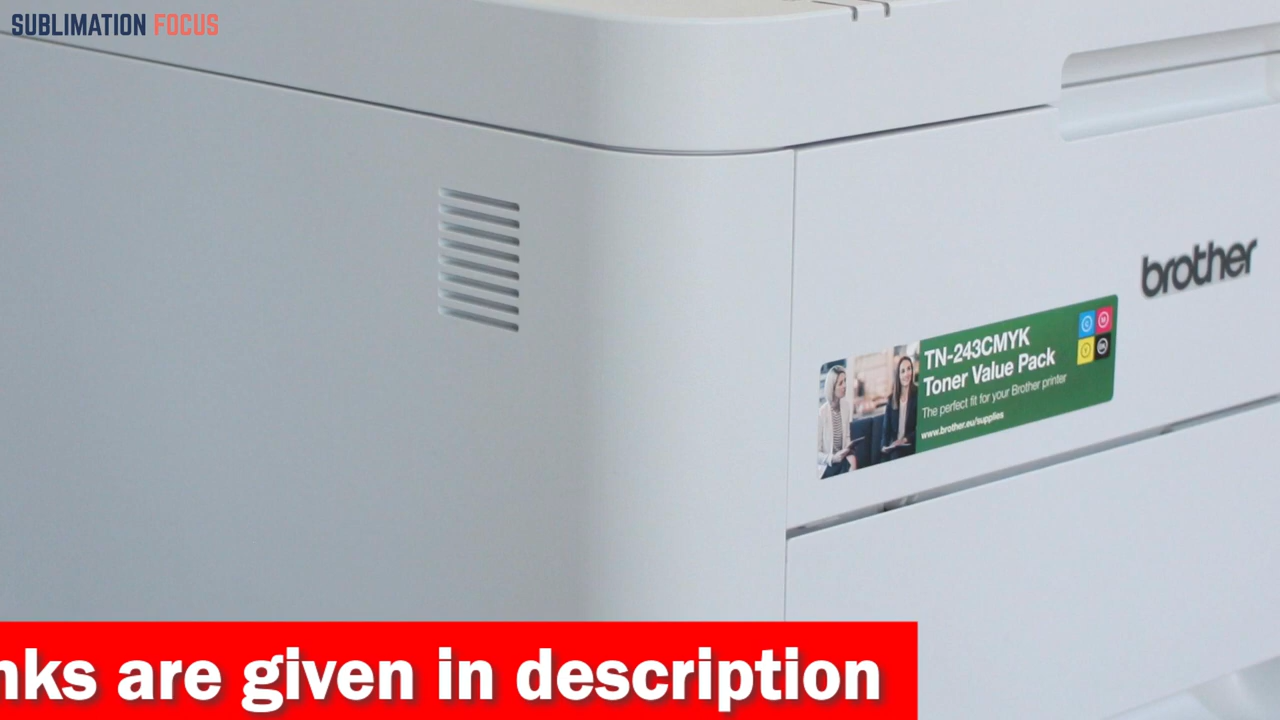 SUBLIMATION FOCUS
brother
TN-243CMYK
Toner Value Pack
The perfect fit for your Brother printer
www.brother.eu/supplies
C M
Y BK
nks are given in description